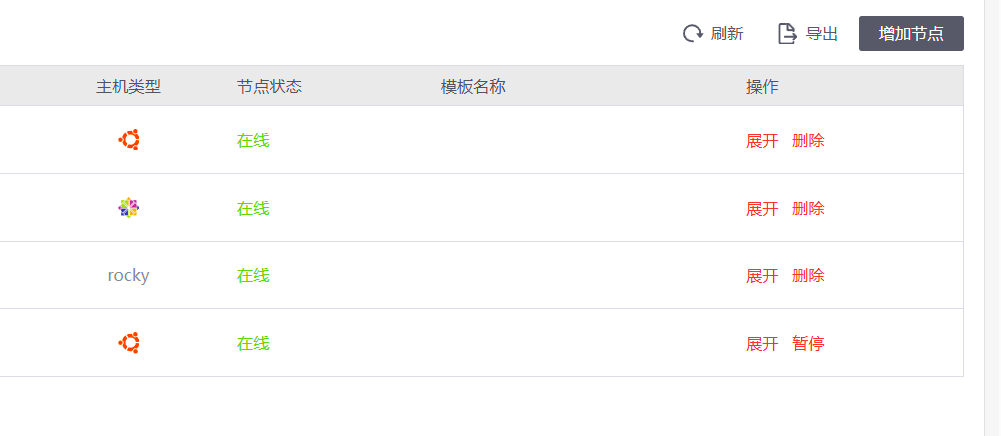 刷新 导出 增加节点
主机类型 节点状态 模板名称 操作
在线 展开 删除
在线 展开 删除
rocky 在线 展开 删除
在线 展开 暂停